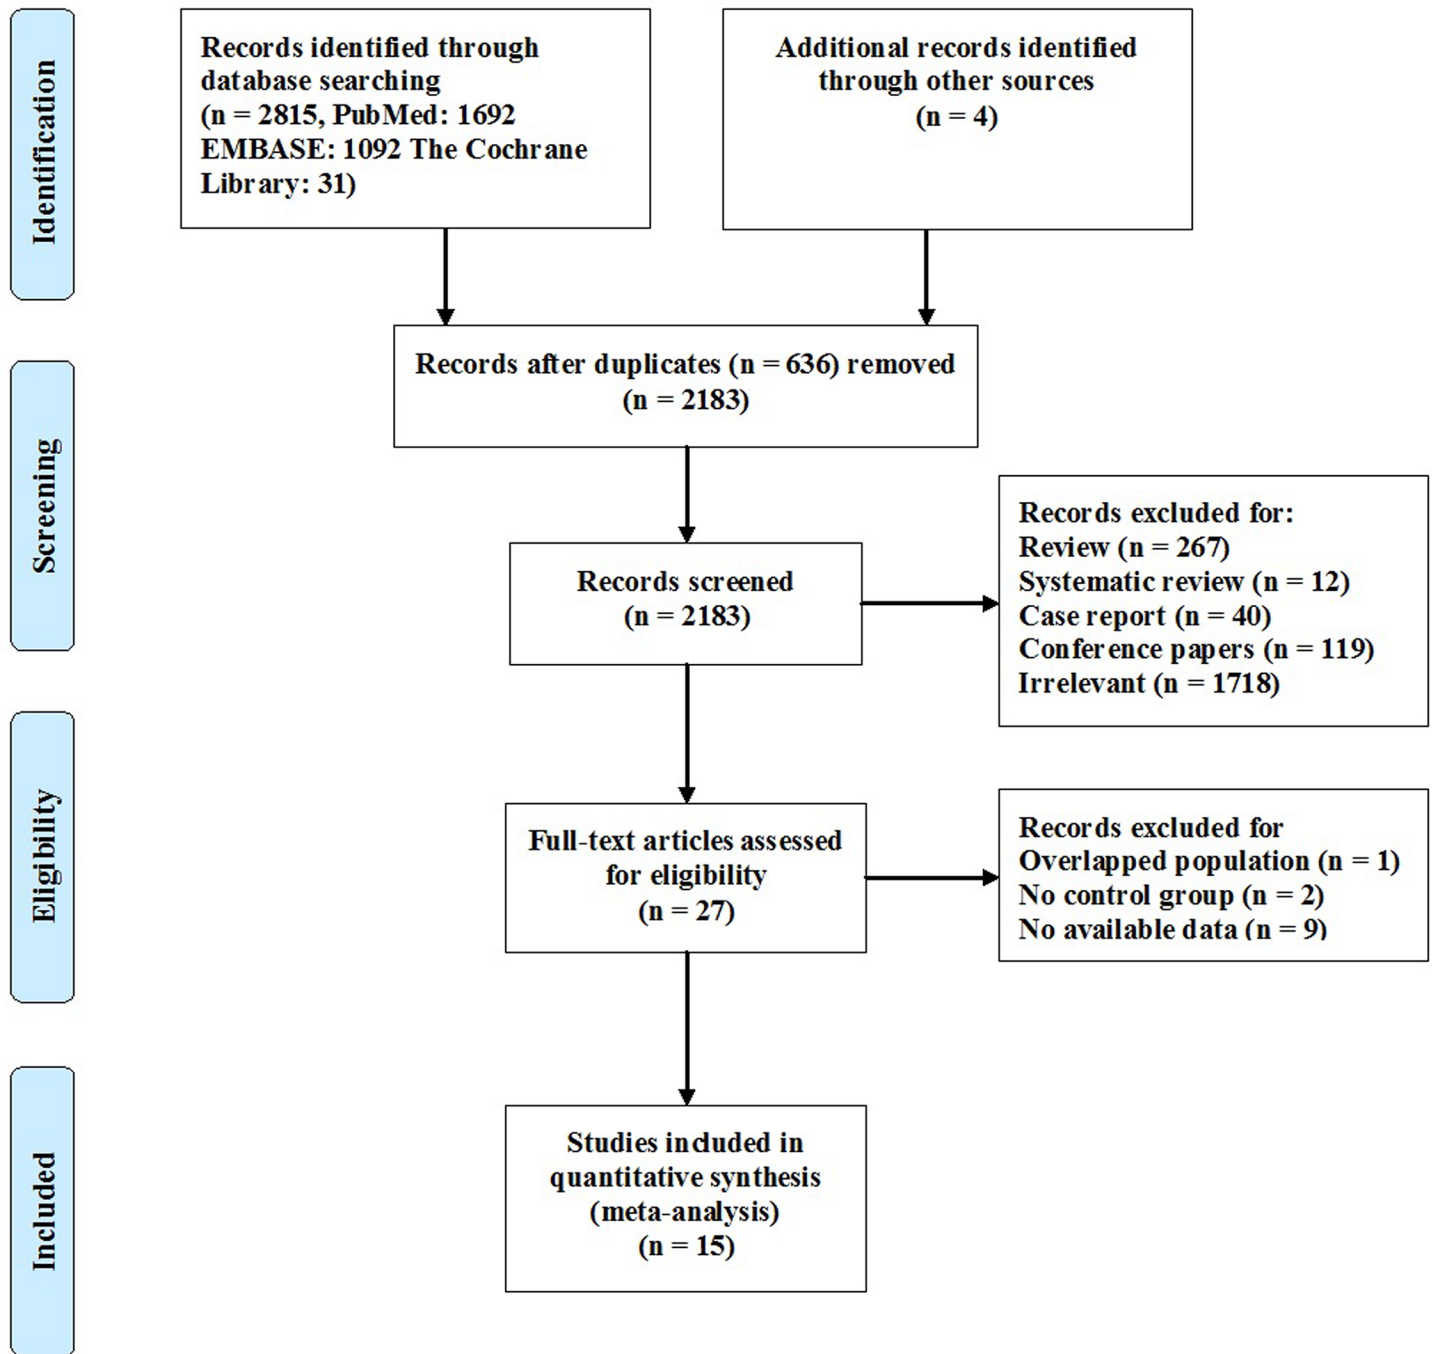 Identification
Records identified through
database searching
(n = 2815, PubMed: 1692
EMBASE: 1092 The Cochrane
Library: 31)
Additional records identified
through other sources
(n = 4)
Screening
Records after duplicates (n = 636) removed
(n = 2183)
Records screened
(n = 2183)
Records excluded for:
Review (n = 267)
Systematic review (n = 12)
Case report (n = 40)
Conference papers (n = 119)
Irrelevant (n = 1718)
Eligibility
Full-text articles assessed
for eligibility
(n = 27)
Records excluded for
Overlapped population (n = 1)
No control group (n = 2)
No available data (n = 9)
Included
Studies included in
quantitative synthesis
(meta-analysis)
(n = 15)